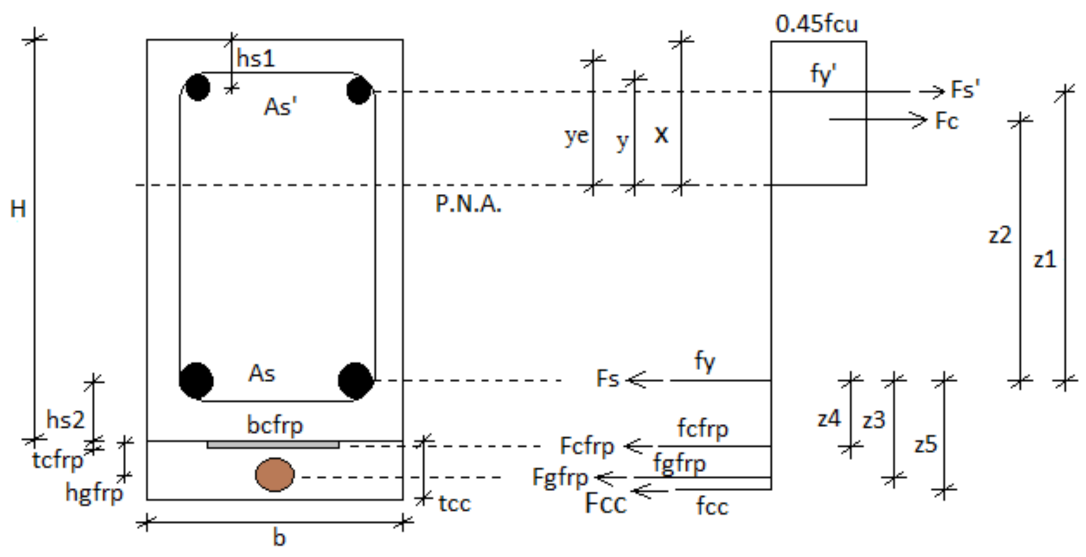 0.45fcu
hs1
fy'
As'
Fs'
Fc
ye
y
x
P.N.A.
H
z2
z1
As
Fs
fy
hs2
bcfrp
z4
z3
z5
tcfrp
Fcfrp
fcfrp
hgfrp
Fgfrp
fgfrp
tcc
Fcc
fcc
b